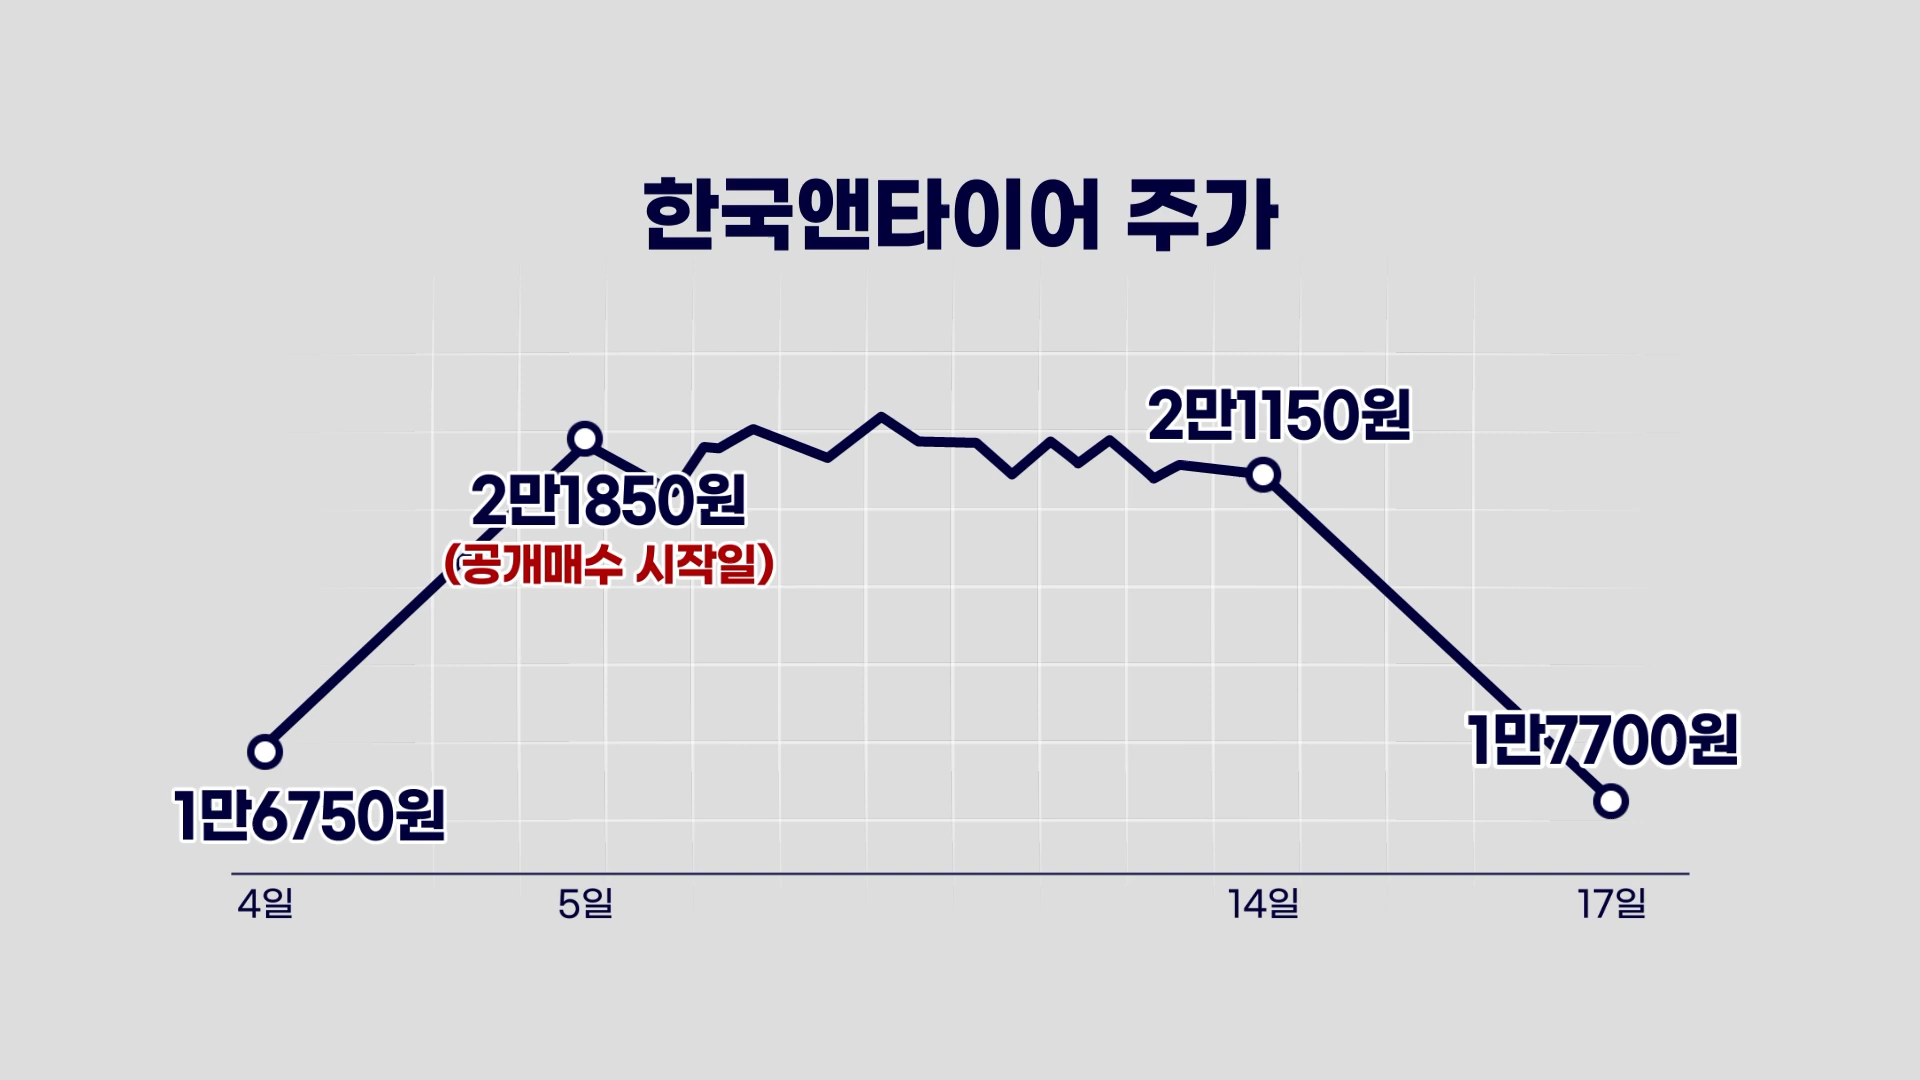 한국앤타이어 주가
2만1150원
2만1850원
(공개매수 시작일)
1만7700원
1만6750원
4일
5일
14일
17일